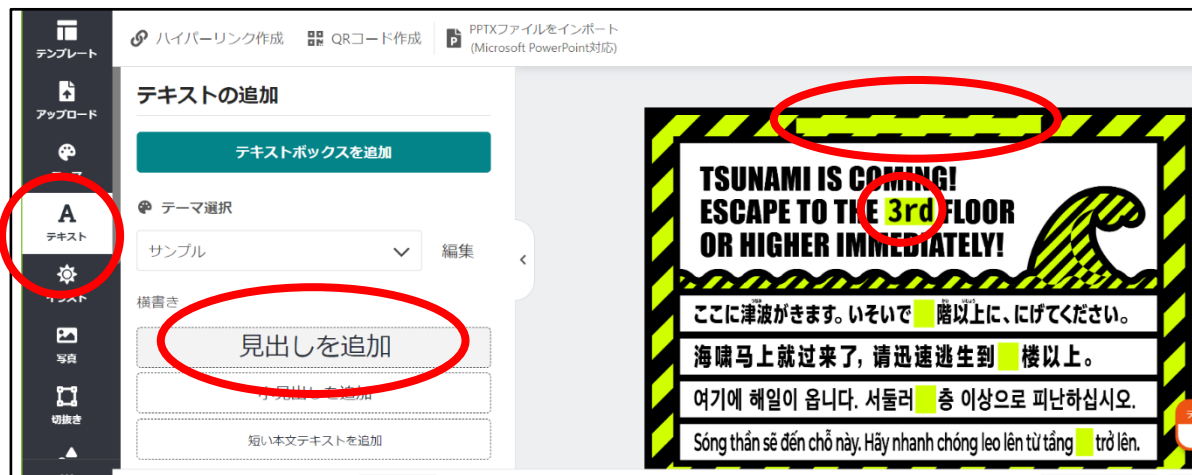 テンプレート
アップロード
テキスト
写真
切抜き
ハイパーリンク作成
QRコード作成
PPTXファイルをインポート
(Microsoft PowerPoint対応)
テキストの追加
テキストボックスを追加
テーマ選択
サンプル
編集
横書き
見出しを追加
小見出しを追加
短い本文テキストを追加
TSUNAMI IS COMING!
ESCAPE TO THE 3rd FLOOR
OR HIGHER IMMEDIATELY!
ここに津波がきます。いそいで 階以上に、にげてください。
海啸马上就过来了, 请迅速逃生到 楼以上。
여기에 해일이 옵니다. 서둘러 층 이상으로 피난하십시오.
Sóng thần sẽ đến chỗ này. Hãy nhanh chóng leo lên từ tầng trở lên.